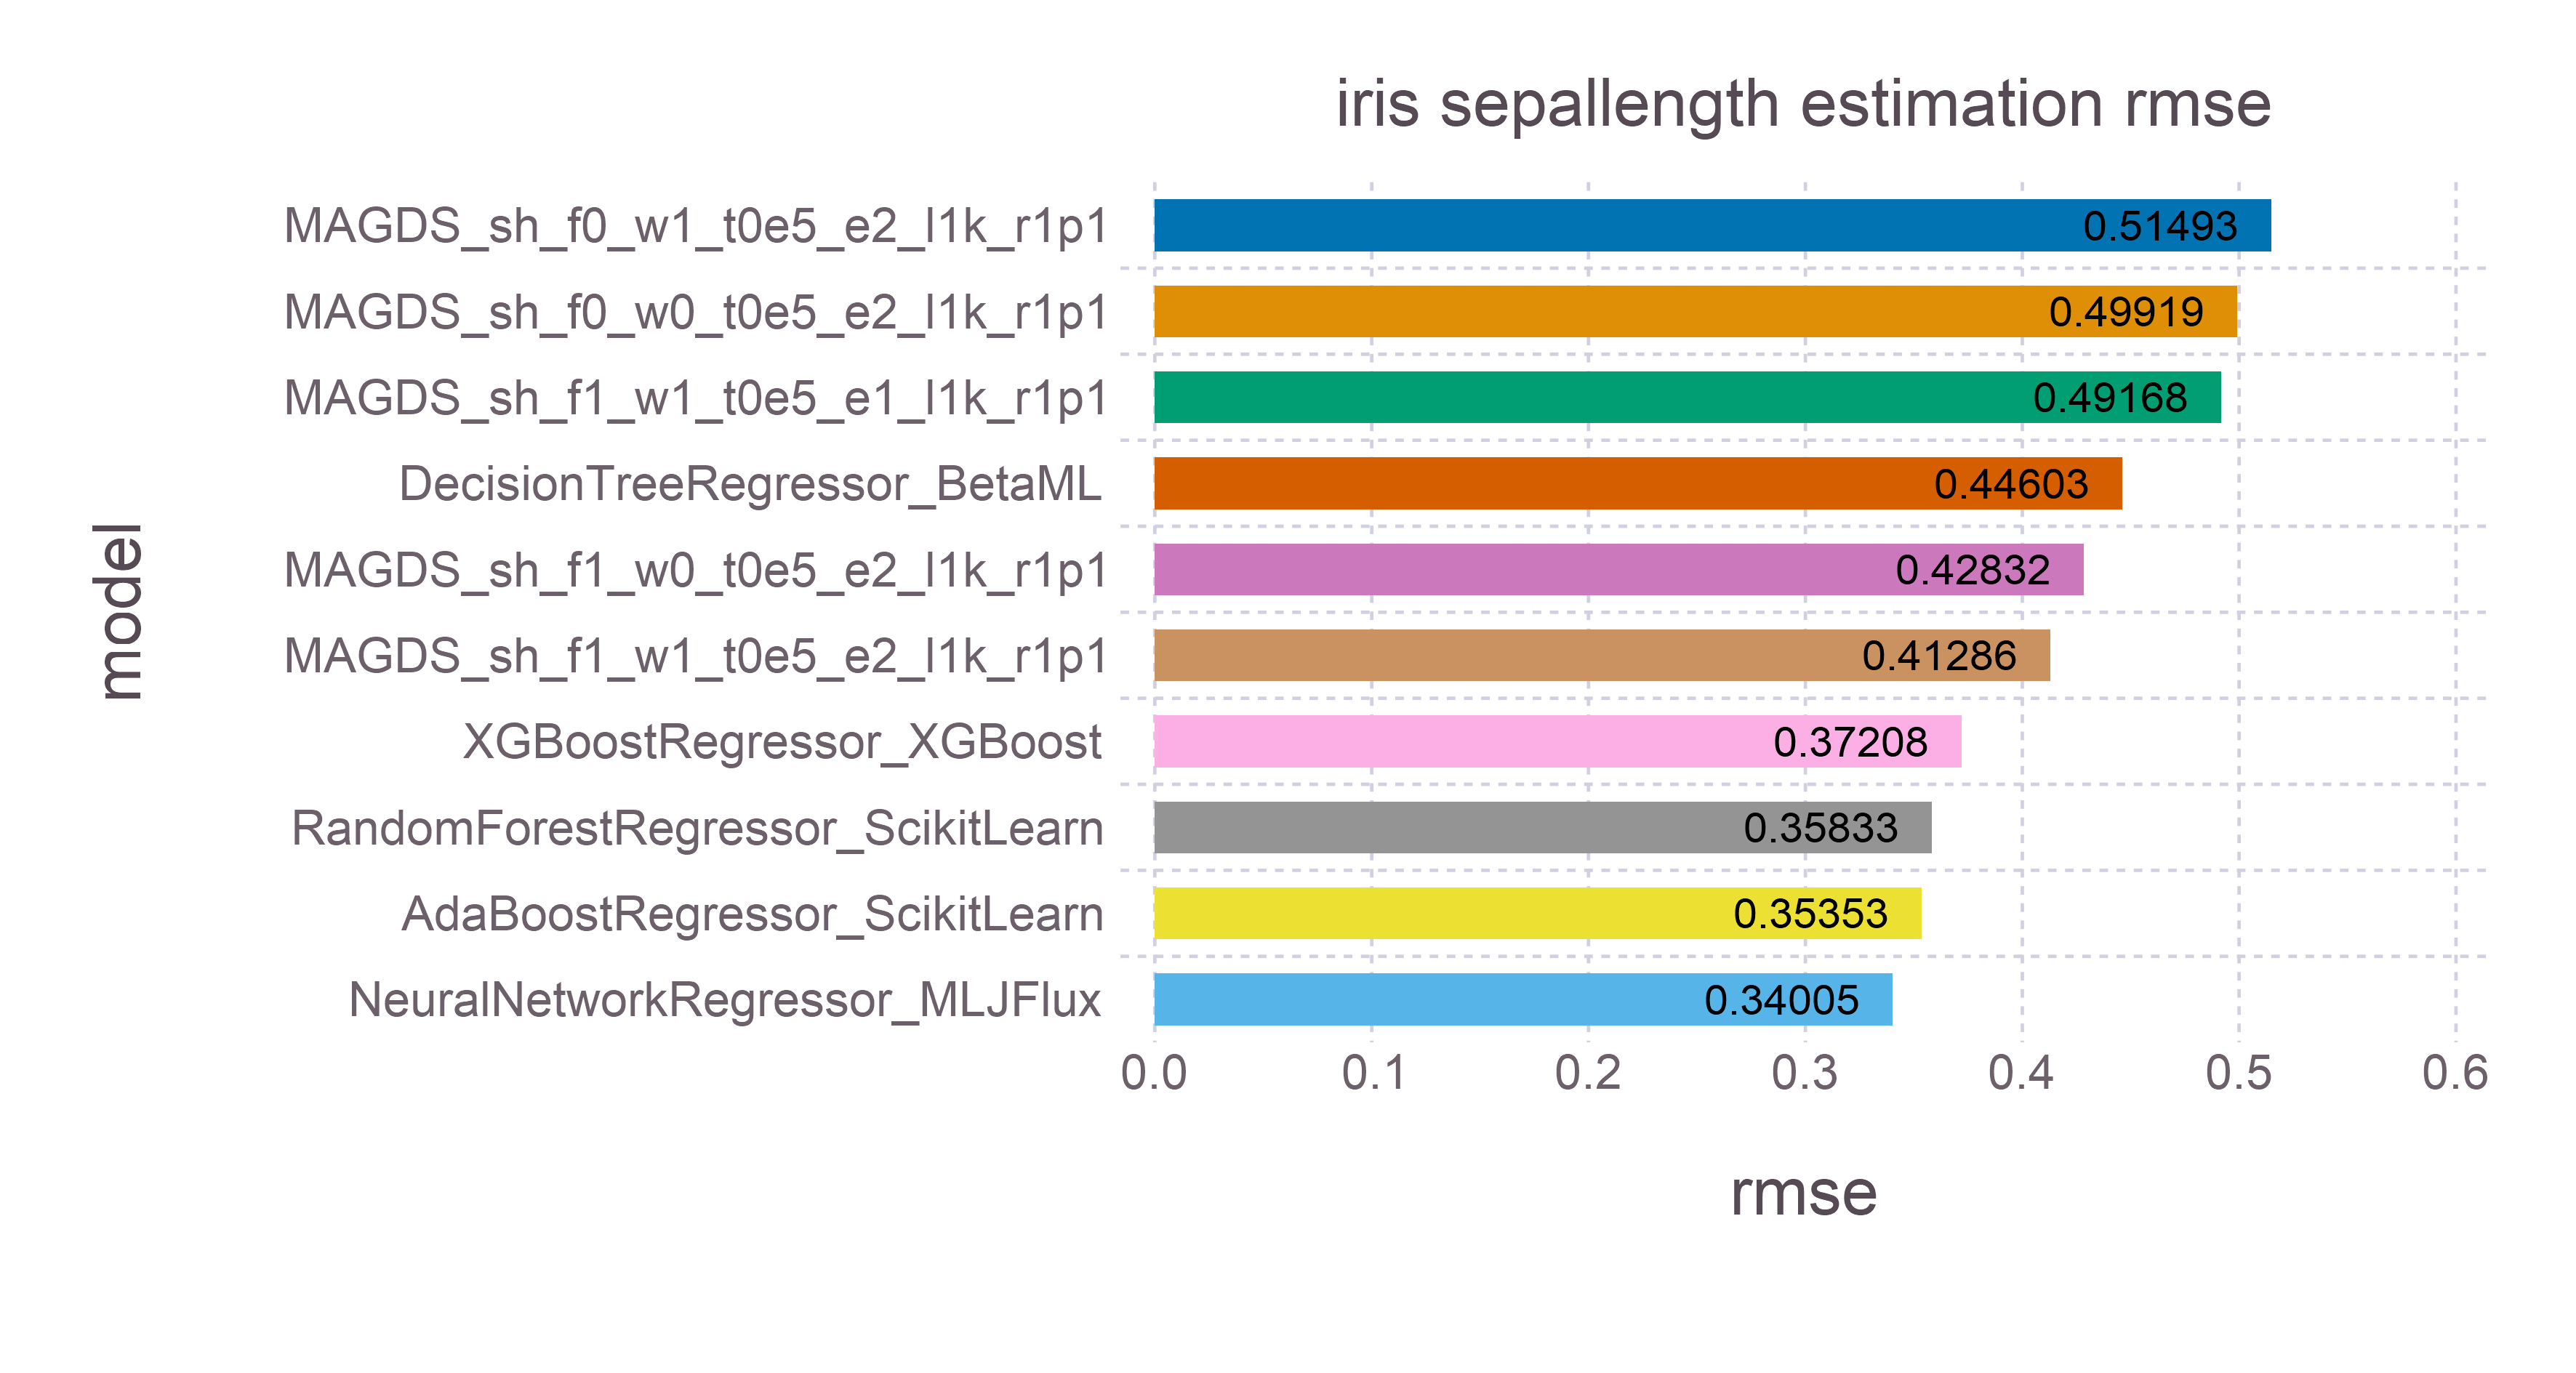 iris sepallength estimation rmse
model
MAGDS_sh_f0_w1_t0e5_e2_l1k_r1p1 0.51493
MAGDS_sh_f0_w0_t0e5_e2_l1k_r1p1 0.49919
MAGDS_sh_f1_w1_t0e5_e1_l1k_r1p1 0.49168
DecisionTreeRegressor_BetaML 0.44603
MAGDS_sh_f1_w0_t0e5_e2_l1k_r1p1 0.42832
MAGDS_sh_f1_w1_t0e5_e2_l1k_r1p1 0.41286
XGBoostRegressor_XGBoost 0.37208
RandomForestRegressor_ScikitLearn 0.35833
AdaBoostRegressor_ScikitLearn 0.35353
NeuralNetworkRegressor_MLJFlux 0.34005
0.0 0.1 0.2 0.3 0.4 0.5 0.6
rmse